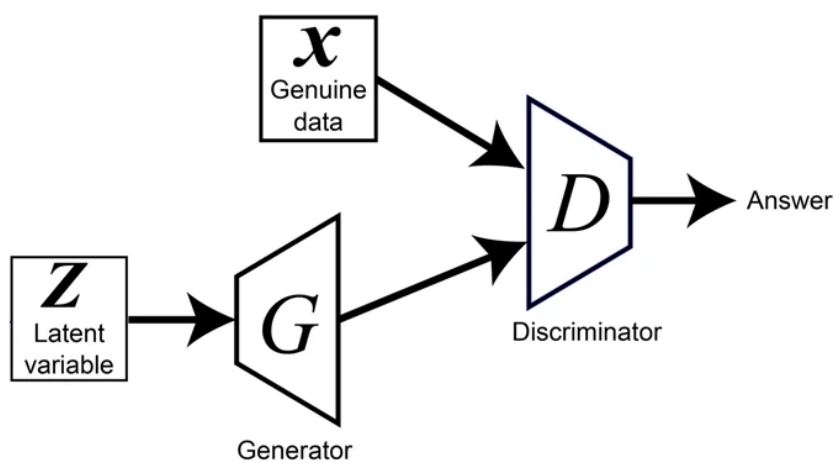 x
Genuine
data
D
Answer
Discriminator
z
Latent
variable
G
Generator